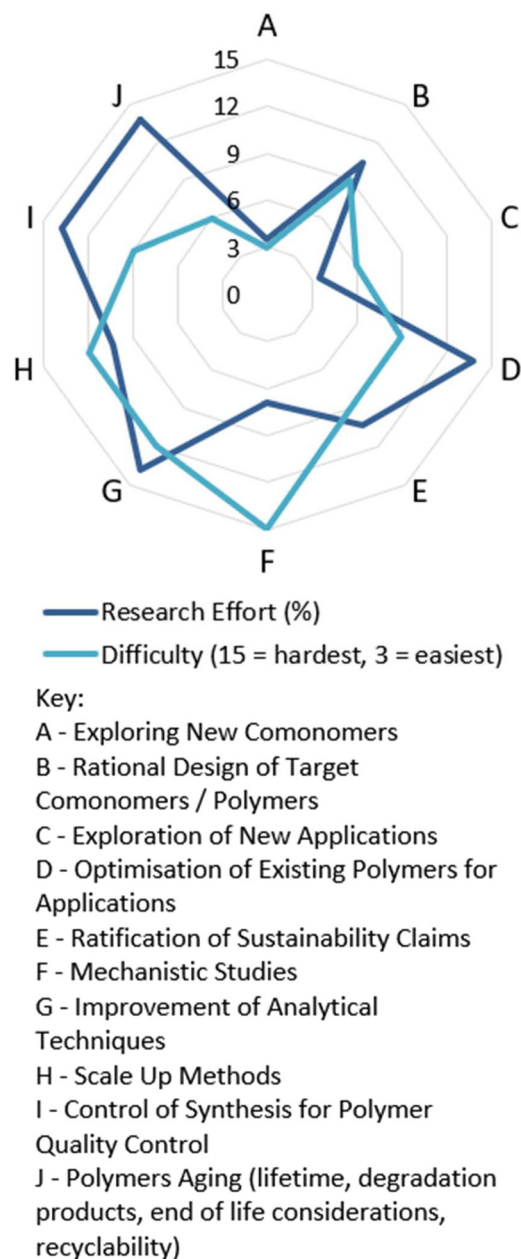 A
15
J
B
12
9
6
I
C
3
0
H
D
G
E
F
Research Effort (%)
Difficulty (15 = hardest, 3 = easiest)
Key:
A - Exploring New Comonomers
B - Rational Design of Target
Comonomers / Polymers
C - Exploration of New Applications
D - Optimisation of Existing Polymers for
Applications
E - Ratification of Sustainability Claims
F - Mechanistic Studies
G - Improvement of Analytical
Techniques
H - Scale Up Methods
I - Control of Synthesis for Polymer
Quality Control
J - Polymers Aging (lifetime, degradation
products, end of life considerations,
recyclability)